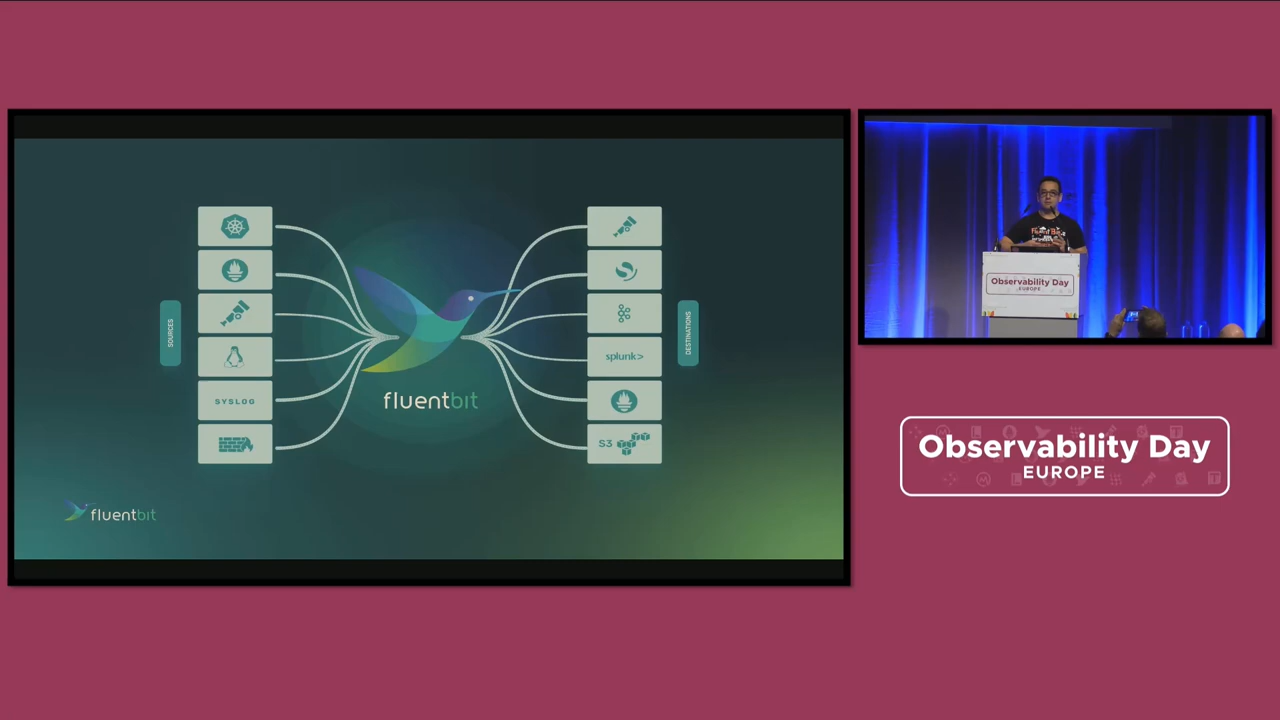 SOURCES
SYSLOG
fluentbit
splunk>
S3
DESTINATIONS
fluentbit
Observability Day
EUROPE
Observability Day
EUROPE